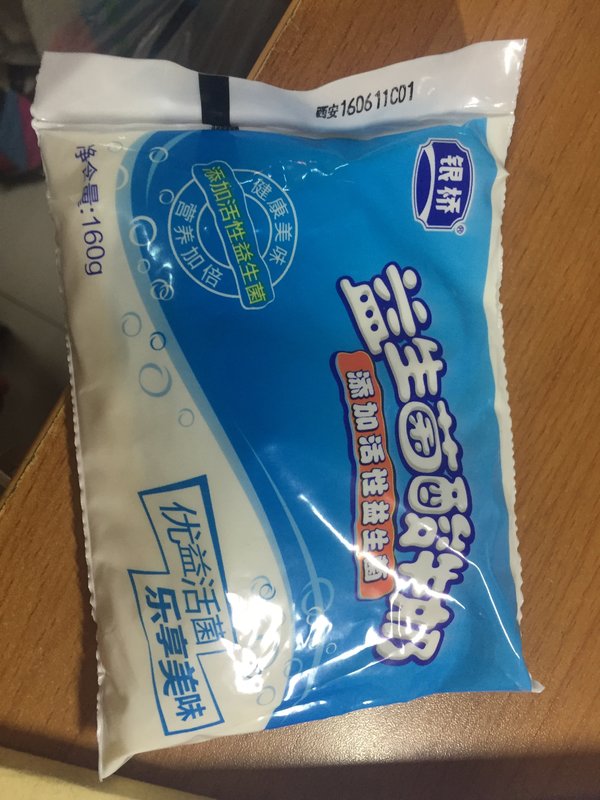 西安160611C01
银桥®
益生菌酸牛奶
添加活性益生菌
健康美味
添加活性益生菌
营养加倍
净含量:160g
优益活菌
乐享美味